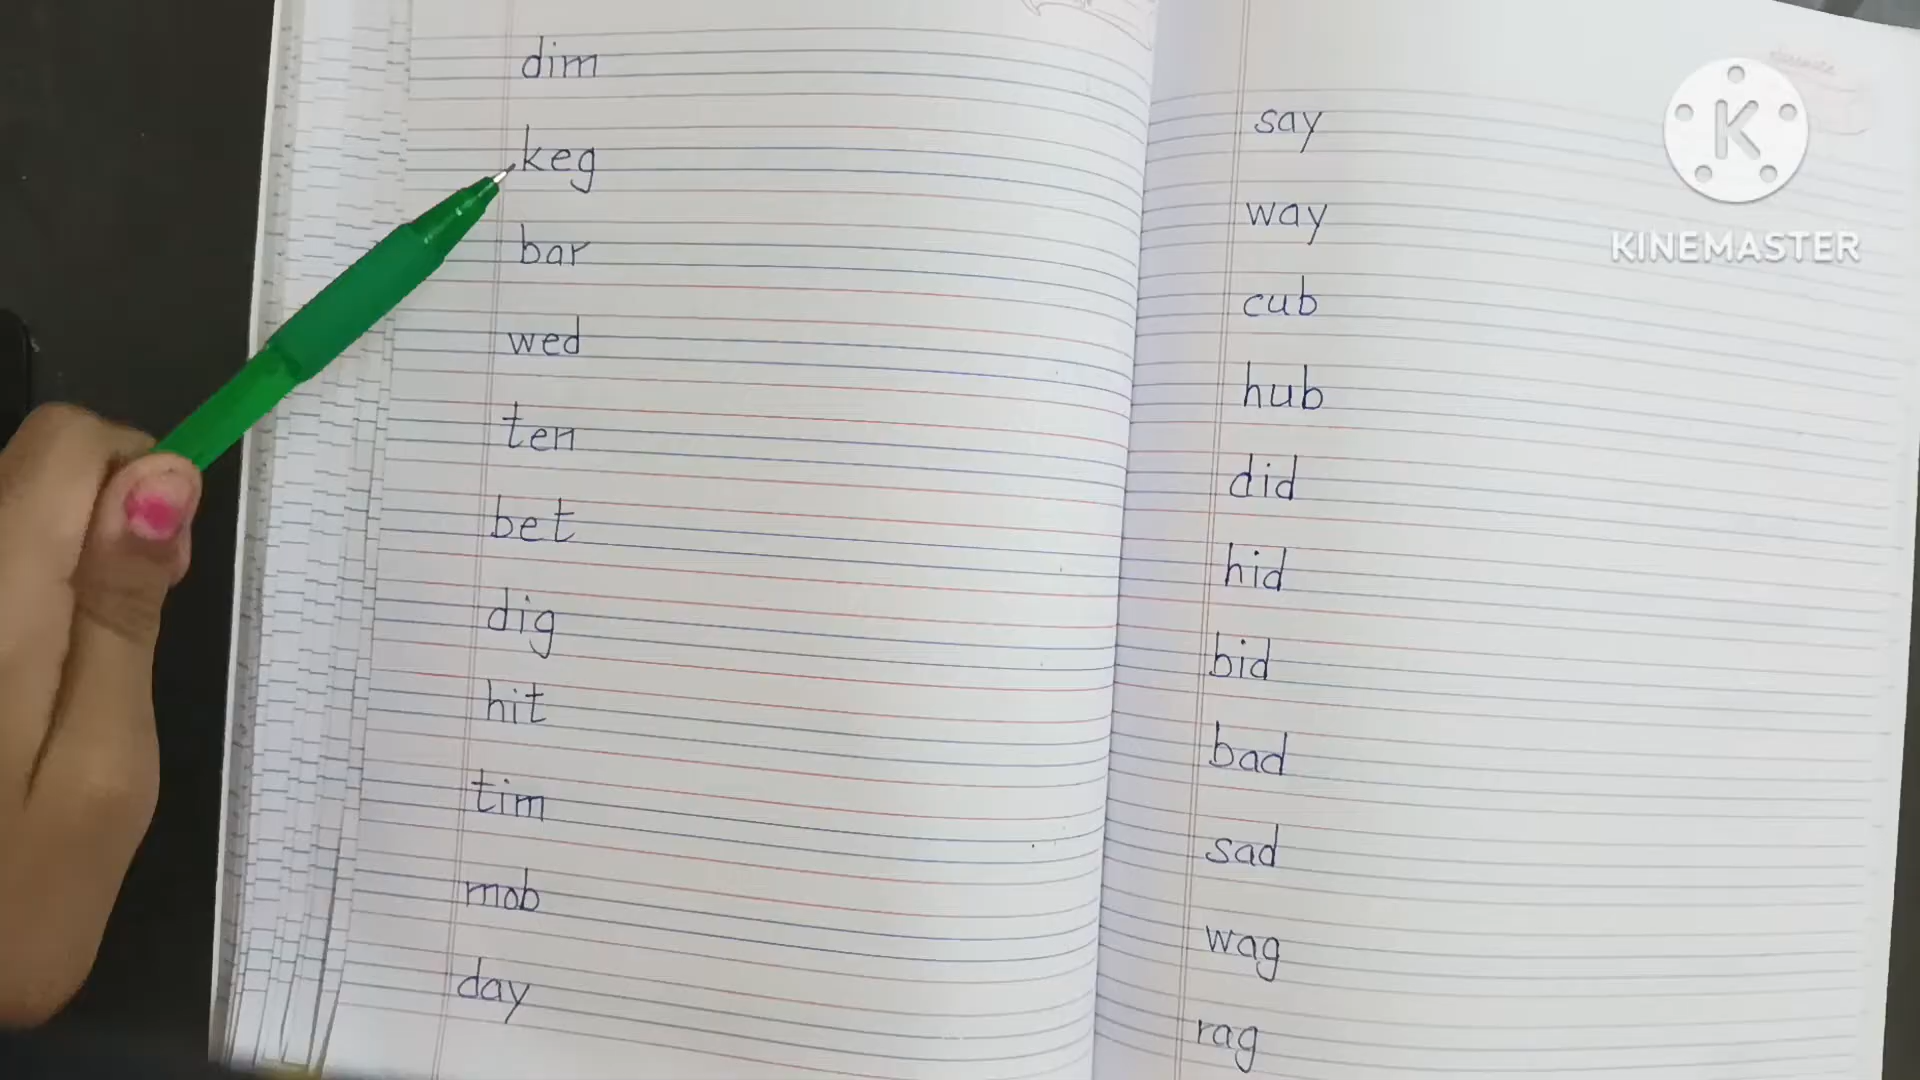 dim
keg
bar
wed
ten
bet
dig
hit
tim
mob
day
say
way
cub
hub
did
hid
bid
bad
sad
wag
rag
K
KINEMASTER